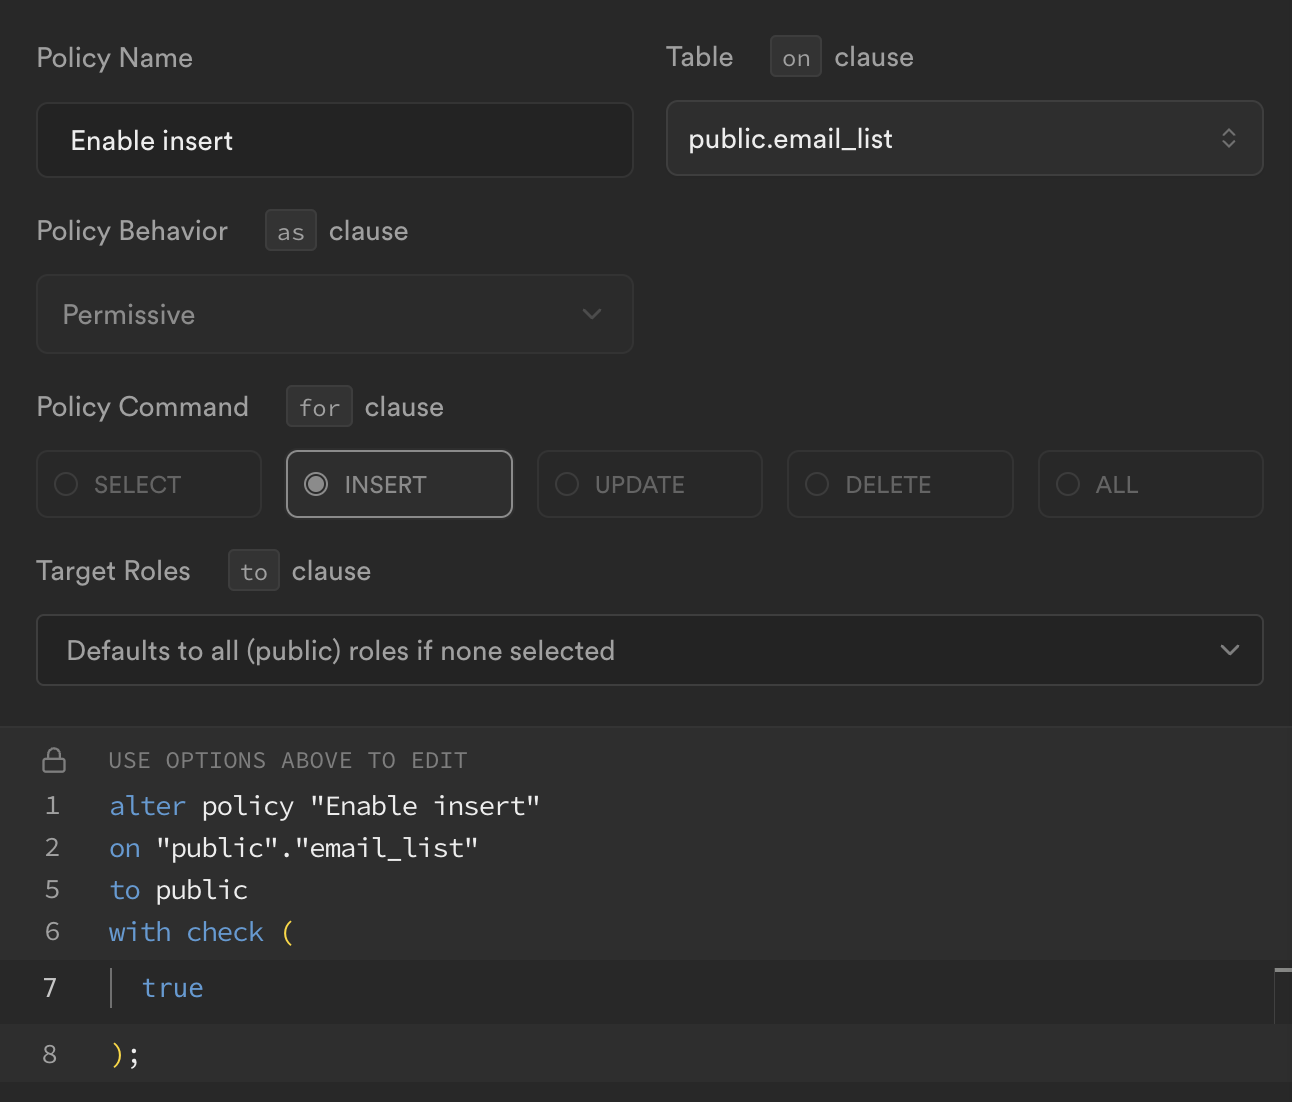 Policy Name
Table on clause
Enable insert
public.email_list
Policy Behavior as clause
Permissive
Policy Command for clause
SELECT INSERT UPDATE DELETE ALL
Target Roles to clause
Defaults to all (public) roles if none selected
USE OPTIONS ABOVE TO EDIT
1 alter policy "Enable insert"
2 on "public"."email_list"
5 to public
6 with check (
7 true
8 );